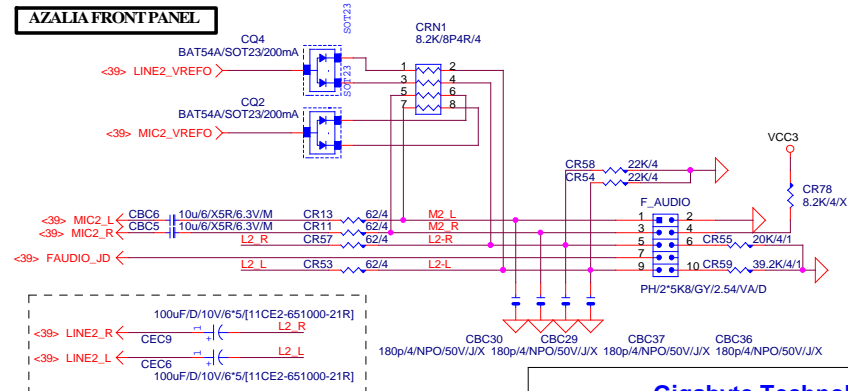 AZALIA FRONT PANEL
SOT23
CQ4
BAT54A/SOT23/200mA
<39> LINE2_VREFO
CRN1
8.2K/8P4R/4
1 2
3 4
5 6
7 8
SOT23
CQ2
BAT54A/SOT23/200mA
<39> MIC2_VREFO
VCC3
CR58 22K/4
CR54 22K/4
CR78
8.2K/4/X
F_AUDIO
<39> MIC2_L CBC6 10u/6/X5R/6.3V/M CR13 62/4 M2_L 1 2
<39> MIC2_R CBC5 10u/6/X5R/6.3V/M CR11 62/4 M2_R 3 4
L2_R CR57 62/4 L2-R 5 6 CR55 20K/4/1
<39> FAUDIO_JD 7
L2_L CR53 62/4 L2-L 9 10 CR59 39.2K/4/1
PH/2*5K8/GY/2.54/VA/D
100uF/D/10V/6*5/[11CE2-651000-21R]
<39> LINE2_R 1 + L2_R
CEC9
<39> LINE2_L 1 + L2_L
CEC6
100uF/D/10V/6*5/[11CE2-651000-21R]
CBC30 CBC29 CBC37 CBC36
180p/4/NPO/50V/J/X 180p/4/NPO/50V/J/X 180p/4/NPO/50V/J/X 180p/4/NPO/50V/J/X